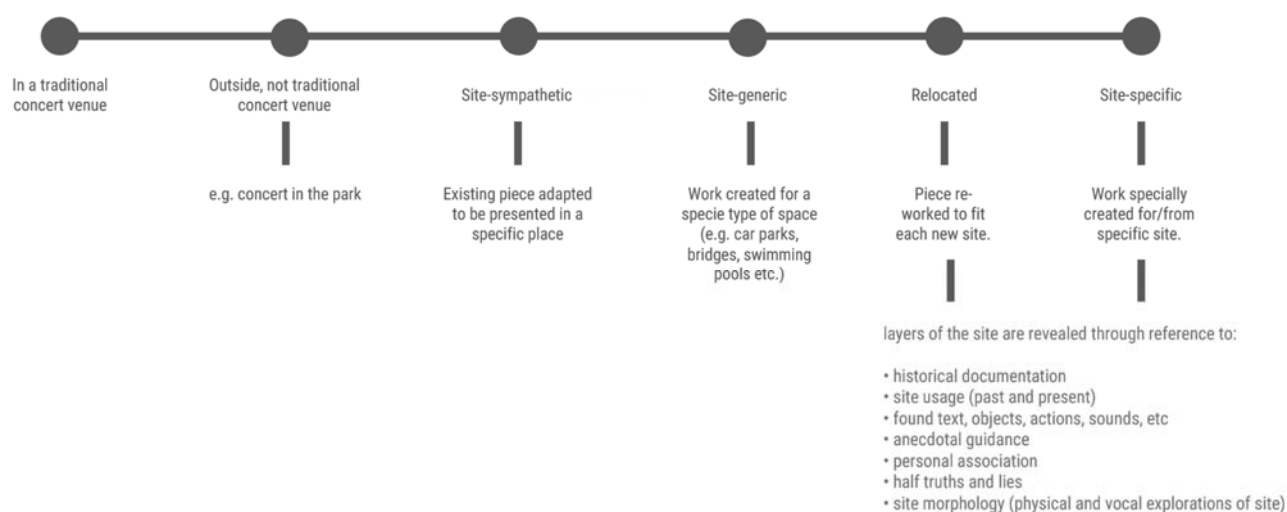 In a traditional
concert venue
Outside, not traditional
concert venue
e.g. concert in the park
Site-sympathetic
Existing piece adapted
to be presented in a
specific place
Site-generic
Work created for a
specie type of space
(e.g. car parks,
bridges, swimming
pools etc.)
Relocated
Piece re-
worked to fit
each new site.
Site-specific
Work specially
created for/from
specific site.
layers of the site are revealed through reference to:
• historical documentation
• site usage (past and present)
• found text, objects, actions, sounds, etc
• anecdotal guidance
• personal association
• half truths and lies
• site morphology (physical and vocal explorations of site)